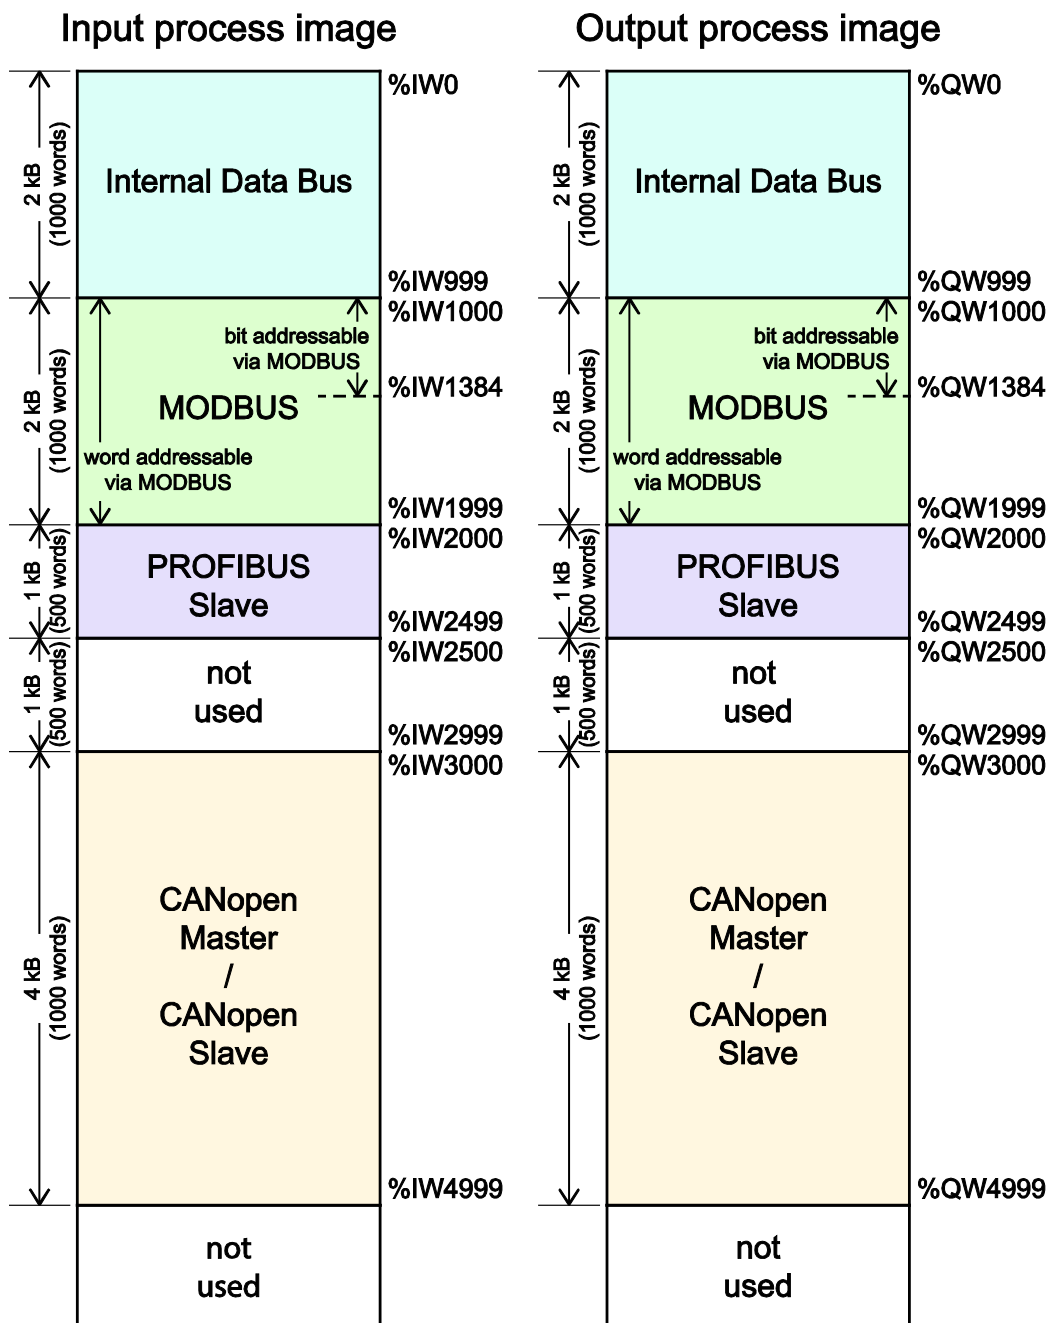 Input process image
2 kB
(1000 words)
Internal Data Bus
%IW0
%IW999
2 kB
(1000 words)
%IW1000
bit addressable
via MODBUS
%IW1384
MODBUS
word addressable
via MODBUS
%IW1999
1 kB
(500 words)
%IW2000
PROFIBUS
Slave
%IW2499
1 kB
(500 words)
%IW2500
not
used
%IW2999
4 kB
(1000 words)
%IW3000
CANopen
Master
/
CANopen
Slave
%IW4999
not
used
Output process image
2 kB
(1000 words)
Internal Data Bus
%QW0
%QW999
2 kB
(1000 words)
%QW1000
bit addressable
via MODBUS
%QW1384
MODBUS
word addressable
via MODBUS
%QW1999
1 kB
(500 words)
%QW2000
PROFIBUS
Slave
%QW2499
1 kB
(500 words)
%QW2500
not
used
%QW2999
4 kB
(1000 words)
%QW3000
CANopen
Master
/
CANopen
Slave
%QW4999
not
used